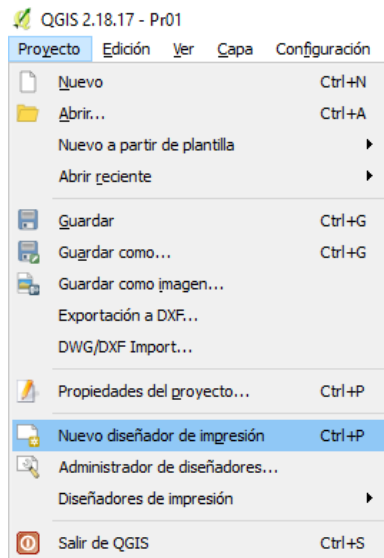 QGIS 2.18.17 - Pr01
Proyecto Edición Ver Capa Configuración
Nuevo Ctrl+N
Abrir... Ctrl+A
Nuevo a partir de plantilla
Abrir reciente
Guardar Ctrl+G
Guardar como... Ctrl+G
Guardar como imagen...
Exportación a DXF...
DWG/DXF Import...
Propiedades del proyecto... Ctrl+P
Nuevo diseñador de impresión Ctrl+P
Administrador de diseñadores...
Diseñadores de impresión
Salir de QGIS Ctrl+S